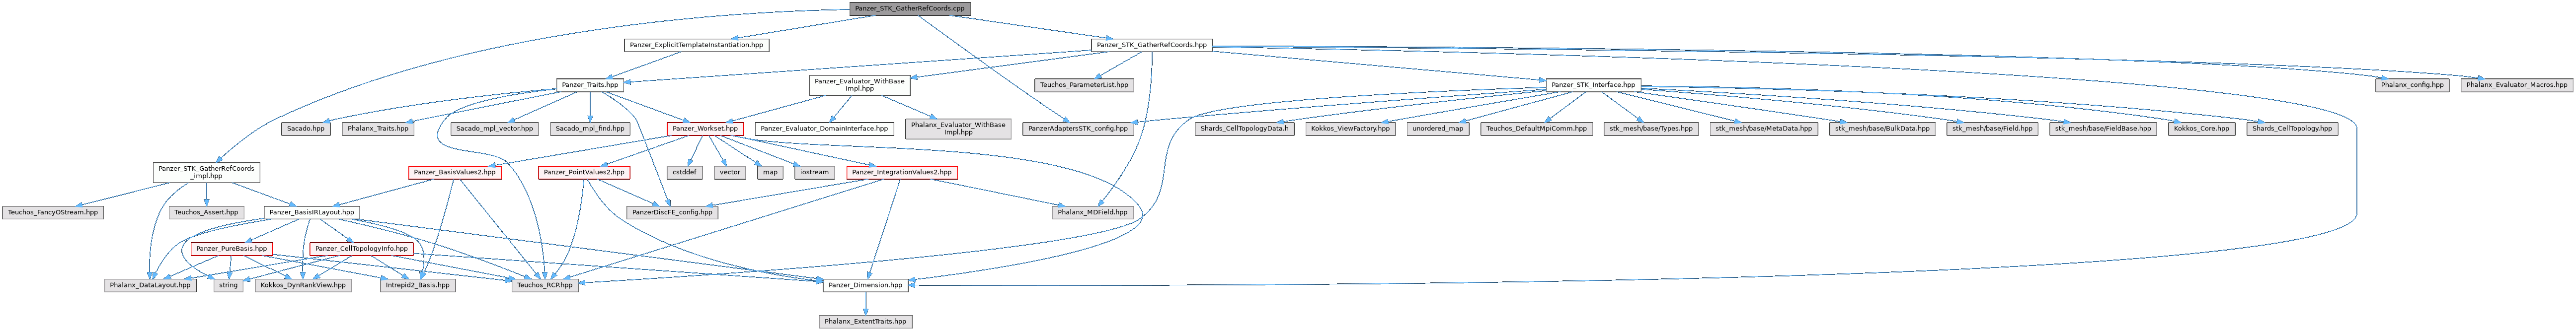 Panzer_STK_GatherRefCoords.cpp
Panzer_ExplicitTemplateInstantiation.hpp
Panzer_STK_GatherRefCoords.hpp
Panzer_Traits.hpp
Panzer_Evaluator_WithBase
Impl.hpp
Teuchos_ParameterList.hpp
Panzer_STK_Interface.hpp
Phalanx_config.hpp
Phalanx_Evaluator_Macros.hpp
Sacado.hpp
Phalanx_Traits.hpp
Sacado_mpl_vector.hpp
Sacado_mpl_find.hpp
Panzer_Workset.hpp
Panzer_Evaluator_DomainInterface.hpp
Phalanx_Evaluator_WithBase
Impl.hpp
PanzerAdaptersSTK_config.hpp
Shards_CellTopologyData.h
Kokkos_ViewFactory.hpp
unordered_map
Teuchos_DefaultMpiComm.hpp
stk_mesh/base/Types.hpp
stk_mesh/base/MetaData.hpp
stk_mesh/base/BulkData.hpp
stk_mesh/base/Field.hpp
stk_mesh/base/FieldBase.hpp
Kokkos_Core.hpp
Shards_CellTopology.hpp
Panzer_STK_GatherRefCoords
_impl.hpp
Panzer_BasisValues2.hpp
Panzer_PointValues2.hpp
cstddef
vector
map
iostream
Panzer_IntegrationValues2.hpp
Teuchos_FancyOStream.hpp
Teuchos_Assert.hpp
Panzer_BasisIRLayout.hpp
PanzerDiscFE_config.hpp
Phalanx_MDField.hpp
Panzer_PureBasis.hpp
Panzer_CellTopologyInfo.hpp
Phalanx_DataLayout.hpp
string
Kokkos_DynRankView.hpp
Intrepid2_Basis.hpp
Teuchos_RCP.hpp
Panzer_Dimension.hpp
Phalanx_ExtentTraits.hpp